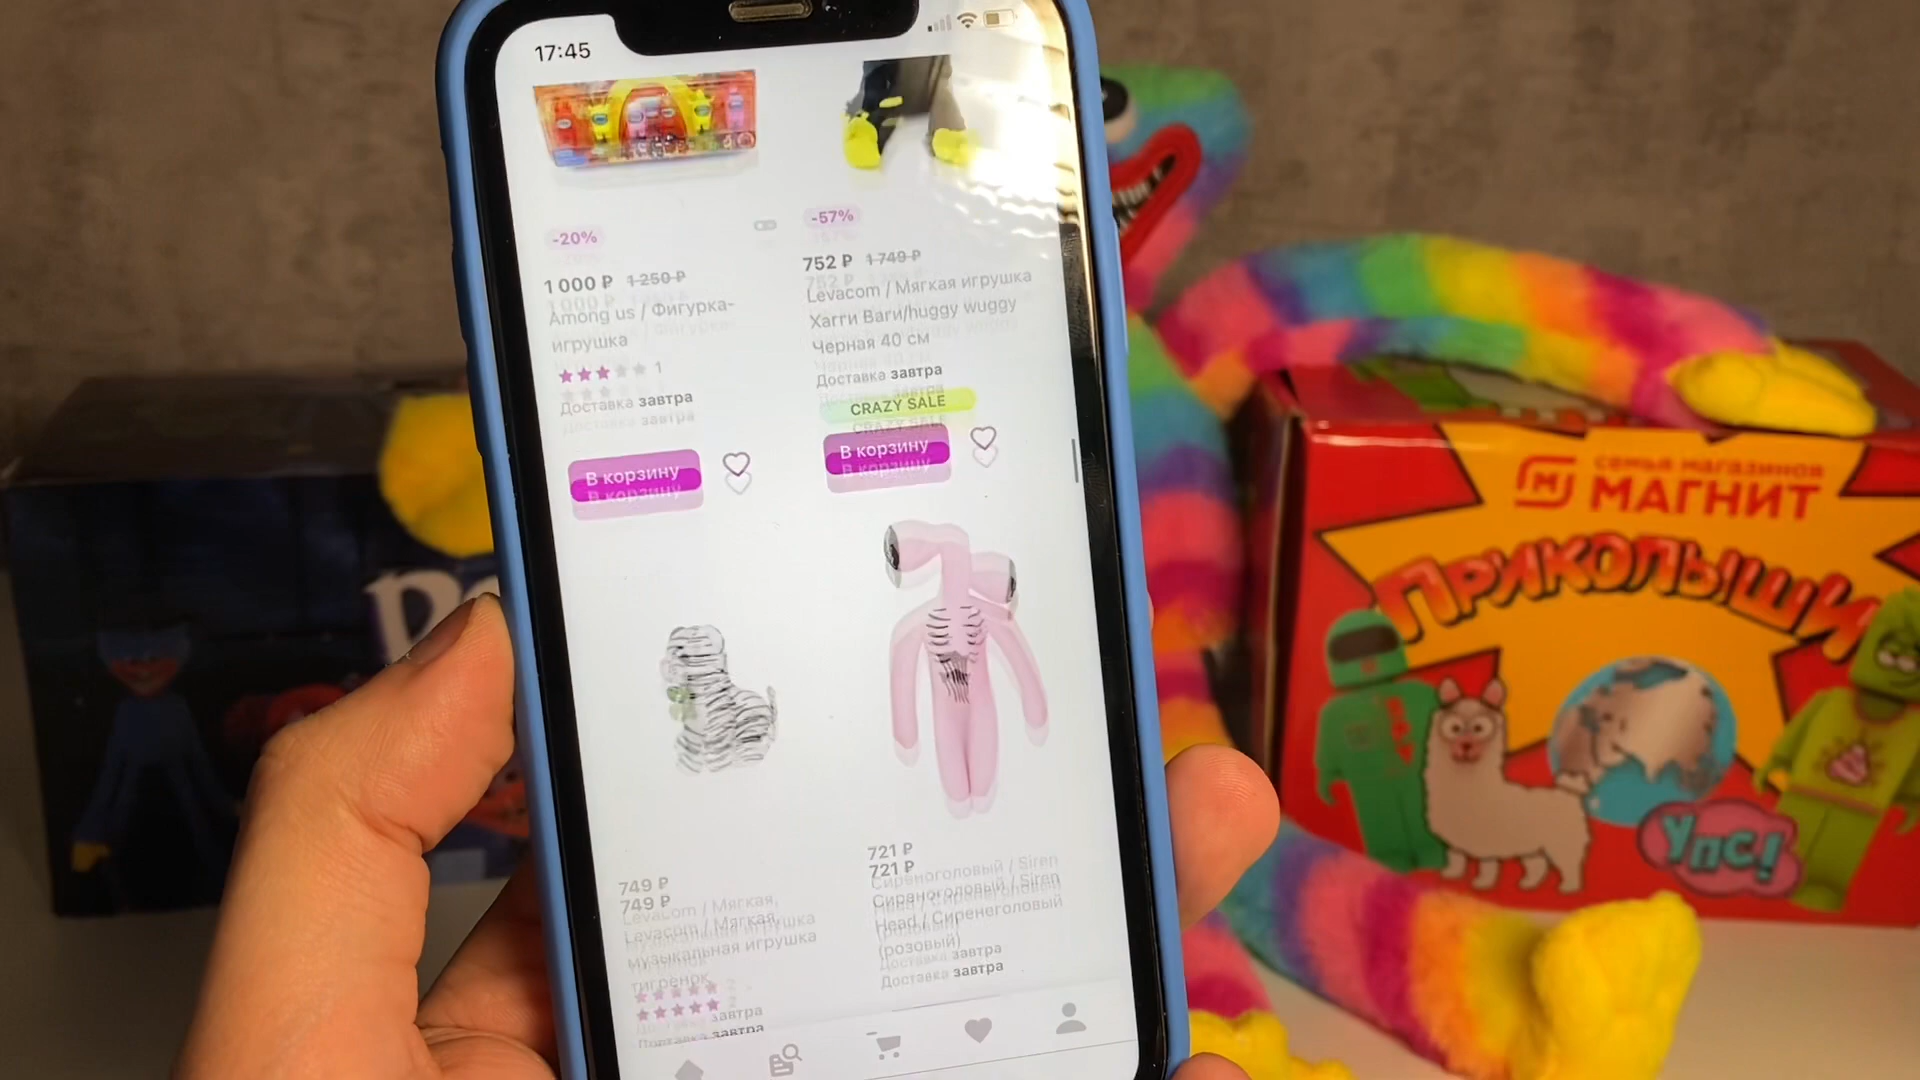 17:45
-20%
1 000 ₽ 1 250 ₽
Among us / Фигурка-
игрушка
1
Доставка завтра
В корзину
-57%
752 ₽ 1 749 ₽
Levacom / Мягкая игрушка
Хагги Ваги/huggy wuggy
Черная 40 см
Доставка завтра
CRAZY SALE
В корзину
749 ₽
Levacom / Мягкая,
музыкальная игрушка
тигренок
2
завтра
721 ₽
Сиреноголовый / Siren
Head / Сиренеголовый
(розовый)
Доставка завтра
семья магазинов
МАГНИТ
ПРИКОЛЫШИ
УПС!